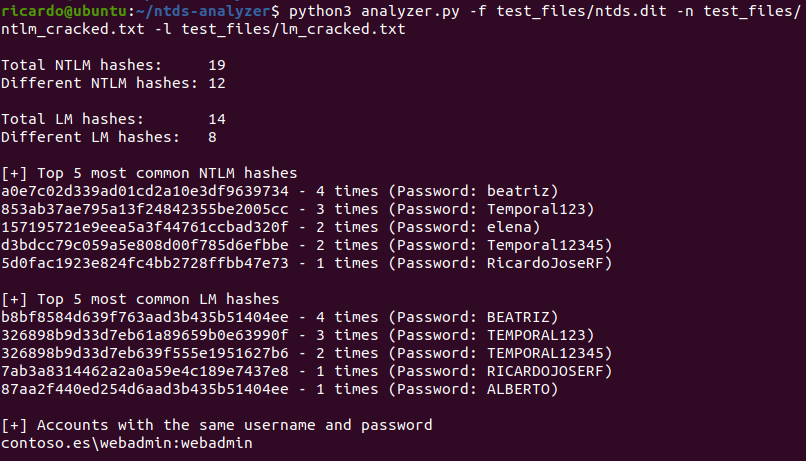 ricardo@ubuntu:~/ntds-analyzer$ python3 analyzer.py -f test_files/ntds.dit -n test_files/
ntlm_cracked.txt -l test_files/lm_cracked.txt
Total NTLM hashes: 19
Different NTLM hashes: 12
Total LM hashes: 14
Different LM hashes: 8
[+] Top 5 most common NTLM hashes
a0e7c02d339ad01cd2a10e3df9639734 - 4 times (Password: beatriz)
853ab37ae795a13f24842355be2005cc - 3 times (Password: Temporal123)
157195721e9eea5a3f44761ccbad320f - 2 times (Password: elena)
d3bdcc79c059a5e808d00f785d6efbbe - 2 times (Password: Temporal12345)
5d0fac1923e824fc4bb2728ffbb47e73 - 1 times (Password: RicardoJoseRF)
[+] Top 5 most common LM hashes
b8bf8584d639f763aad3b435b51404ee - 4 times (Password: BEATRIZ)
326898b9d33d7eb61a89659b0e63990f - 3 times (Password: TEMPORAL123)
326898b9d33d7eb639f555e1951627b6 - 2 times (Password: TEMPORAL12345)
7ab3a8314462a2a0a59e4c189e7437e8 - 1 times (Password: RICARDOJOSERF)
87aa2f440ed254d6aad3b435b51404ee - 1 times (Password: ALBERTO)
[+] Accounts with the same username and password
contoso.es\webadmin:webadmin